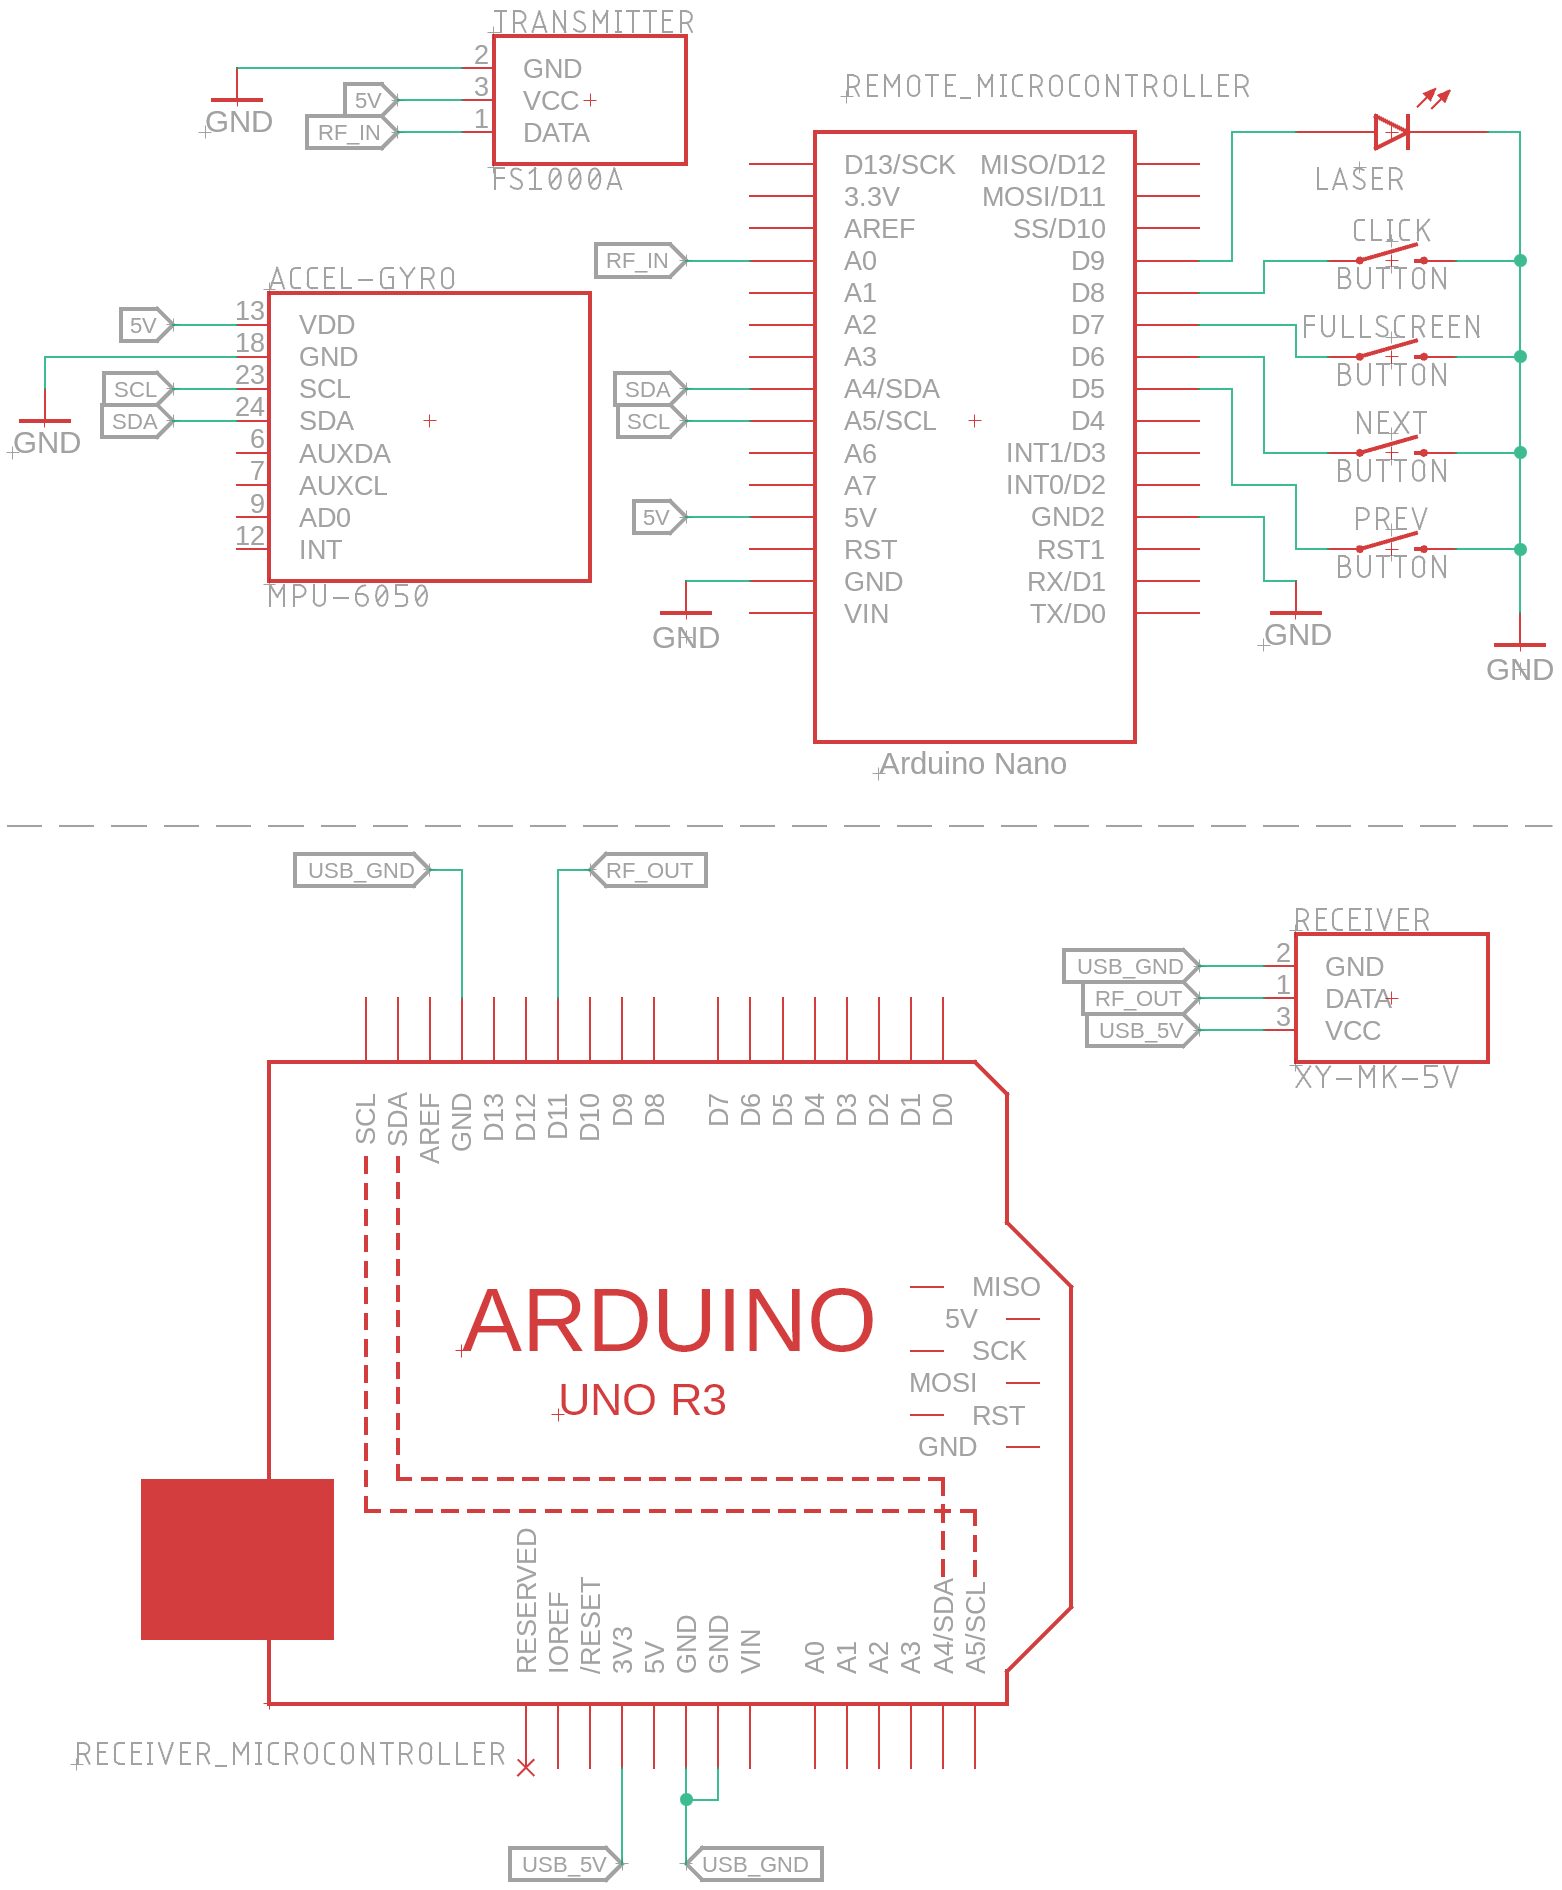 TRANSMITTER
2 GND
5V 3 VCC
RF_IN 1 DATA
GND
FS1000A
REMOTE_MICROCONTROLLER
D13/SCK MISO/D12
3.3V MOSI/D11
AREF SS/D10
RF_IN A0 D9
A1 D8
A2 D7
A3 D6
SDA A4/SDA D5
SCL A5/SCL D4
A6 INT1/D3
A7 INT0/D2
5V 5V GND2
RST RST1
GND RX/D1
VIN TX/D0
GND
GND
Arduino Nano
LASER
CLICK
BUTTON
FULLSCREEN
BUTTON
NEXT
BUTTON
PREV
BUTTON
GND
ACCEL-GYRO
5V 13 VDD
18 GND
SCL 23 SCL
SDA 24 SDA
GND
6 AUXDA
7 AUXCL
9 AD0
12 INT
MPU-6050
USB_GND RF_OUT
RECEIVER
USB_GND 2 GND
RF_OUT 1 DATA
USB_5V 3 VCC
XY-MK-5V
SCL SDA AREF GND D13 D12 D11 D10 D9 D8 D7 D6 D5 D4 D3 D2 D1 D0
ARDUINO
UNO R3
MISO
5V
SCK
MOSI
RST
GND
RESERVED IOREF /RESET 3V3 5V GND GND VIN A0 A1 A2 A3 A4/SDA A5/SCL
RECEIVER_MICROCONTROLLER
USB_5V USB_GND